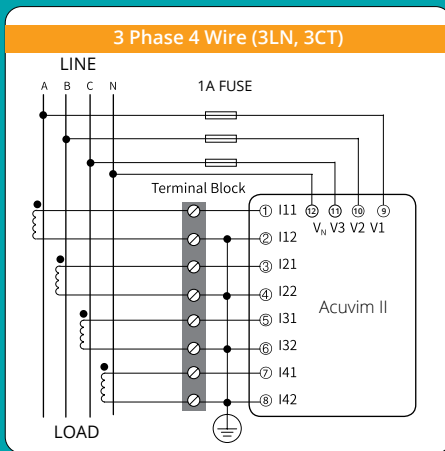 3 Phase 4 Wire (3LN, 3CT)
LINE
A B C N
1A FUSE
Terminal Block
12 11 10 9
VN V3 V2 V1
1 I11
2 I12
3 I21
4 I22
5 I31
6 I32
7 I41
8 I42
Acuvim II
LOAD